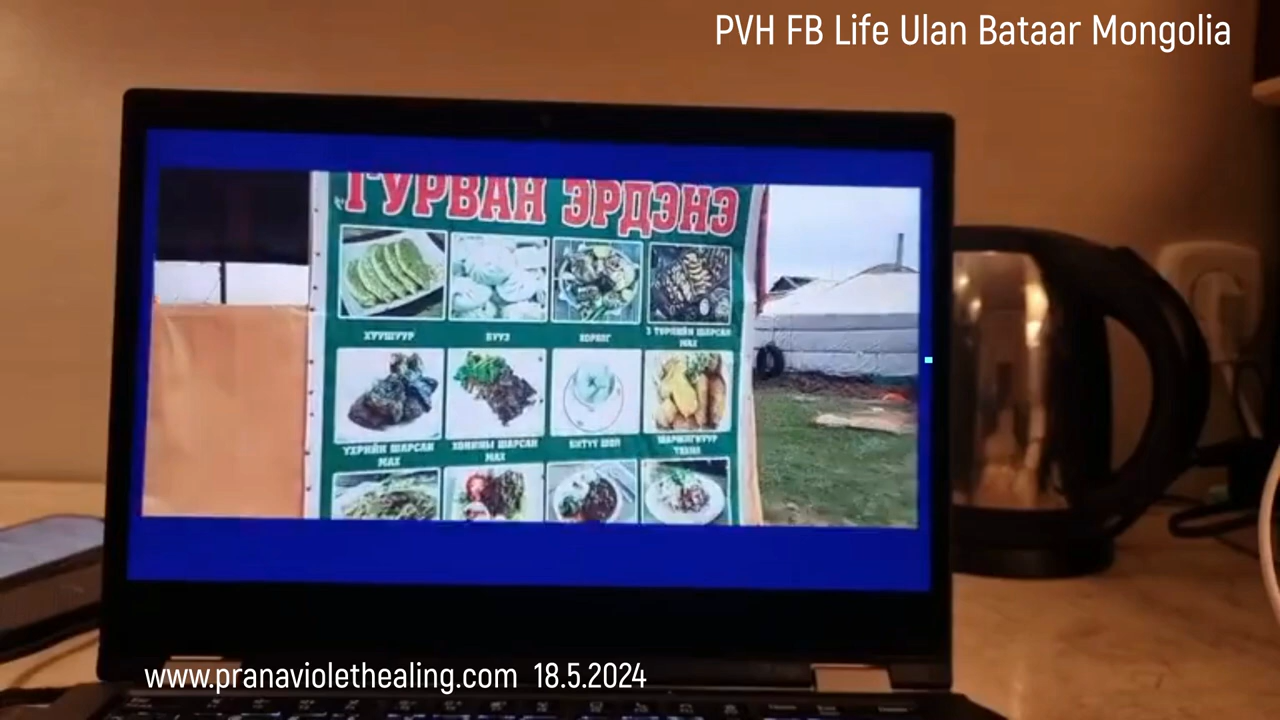 PVH FB Life Ulan Bataar Mongolia
ГУРВАН ЭРДЭНЭ
ХУУШУУР
БУУЗ
ХОРХОГ
3 ТӨРЛИЙН ШАРСАН
МАХ
ҮХРИЙН ШАРСАН
МАХ
ХОНИНЫ ШАРСАН
МАХ
БИТҮҮ ШӨЛ
ТАХИА
www.pranaviolethealing.com 18.5.2024